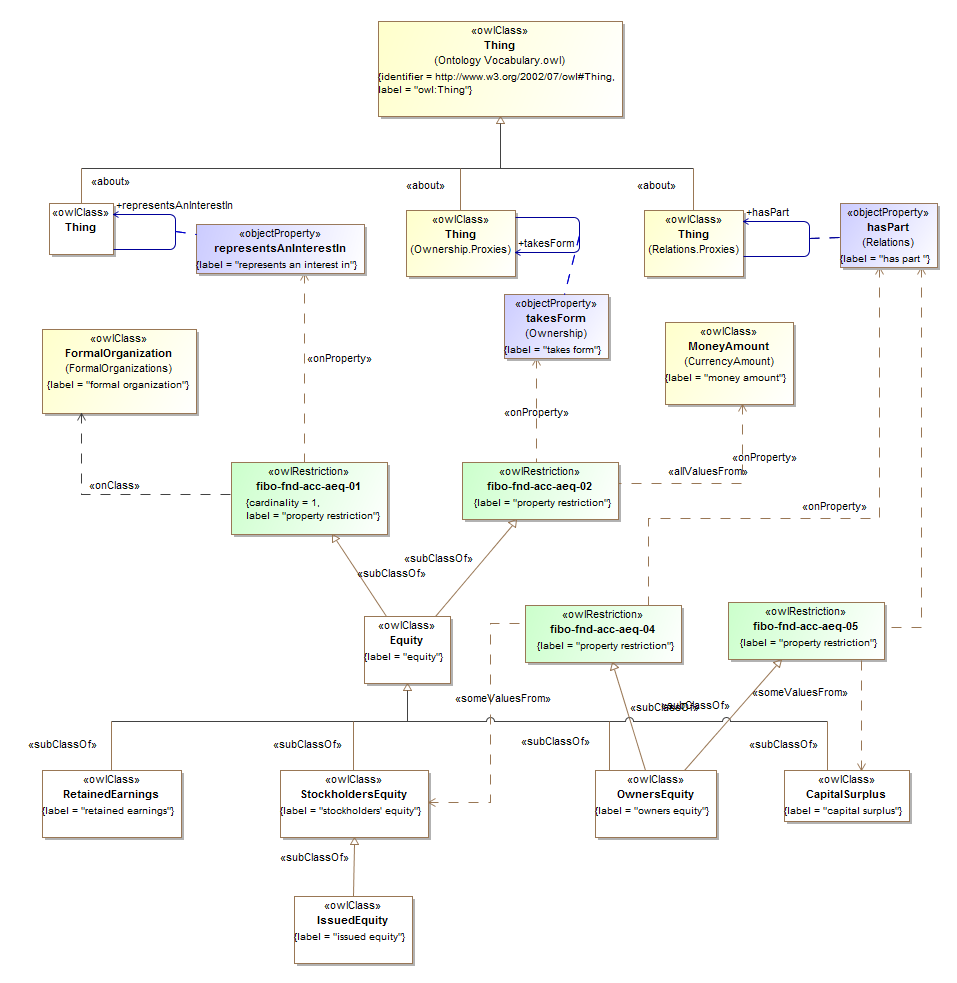 «owlClass»
Thing
(Ontology Vocabulary.owl)
{identifier = http://www.w3.org/2002/07/owl#Thing,
label = "owl:Thing"}
«about»
«about»
«about»
«owlClass»
Thing
+representsAnInterestIn
«objectProperty»
representsAnInterestIn
{label = "represents an interest in"}
«owlClass»
Thing
(Ownership.Proxies)
+takesForm
«owlClass»
Thing
(Relations.Proxies)
+hasPart
«objectProperty»
hasPart
(Relations)
{label = "has part "}
«objectProperty»
takesForm
(Ownership)
{label = "takes form"}
«owlClass»
FormalOrganization
(FormalOrganizations)
{label = "formal organization"}
«onProperty»
«owlClass»
MoneyAmount
(CurrencyAmount)
{label = "money amount"}
«onProperty»
«onProperty»
«allValuesFrom»
«onClass»
«owlRestriction»
fibo-fnd-acc-aeq-01
{cardinality = 1,
label = "property restriction"}
«owlRestriction»
fibo-fnd-acc-aeq-02
{label = "property restriction"}
«onProperty»
«subClassOf»
«subClassOf»
«owlClass»
Equity
{label = "equity"}
«owlRestriction»
fibo-fnd-acc-aeq-04
{label = "property restriction"}
«owlRestriction»
fibo-fnd-acc-aeq-05
{label = "property restriction"}
«someValuesFrom»
«someValuesFrom»
«subClassOf»
«subClassOf»
«subClassOf»
«subClassOf»
«subClassOf»
«subClassOf»
«owlClass»
RetainedEarnings
{label = "retained earnings"}
«owlClass»
StockholdersEquity
{label = "stockholders' equity"}
«owlClass»
OwnersEquity
{label = "owners equity"}
«owlClass»
CapitalSurplus
{label = "capital surplus"}
«subClassOf»
«owlClass»
IssuedEquity
{label = "issued equity"}